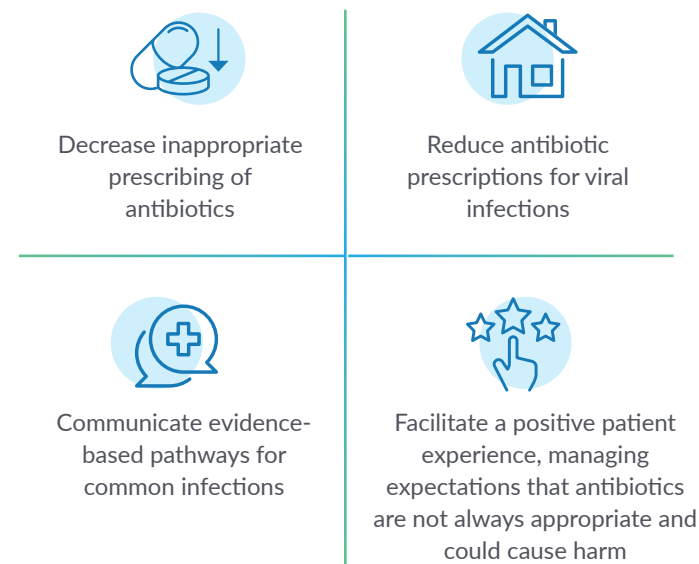 Decrease inappropriate
prescribing of
antibiotics
Reduce antibiotic
prescriptions for viral
infections
Communicate evidence-
based pathways for
common infections
Facilitate a positive patient
experience, managing
expectations that antibiotics
are not always appropriate and
could cause harm